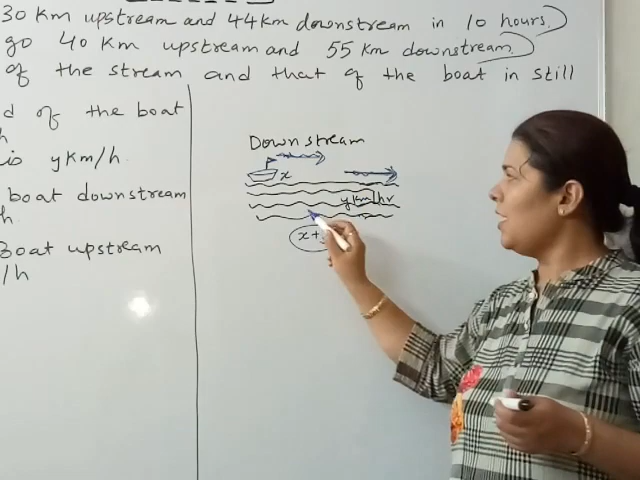 30 Km upstream and 44km downstream in 10 hours.
go 40 Km upstream and 55 km downstream
of the stream and that of the boat in still
d of the boat
h
is y km/h.
boat downstream
h.
Boat upstream
/h
Downstream
x
y km/hr
x+